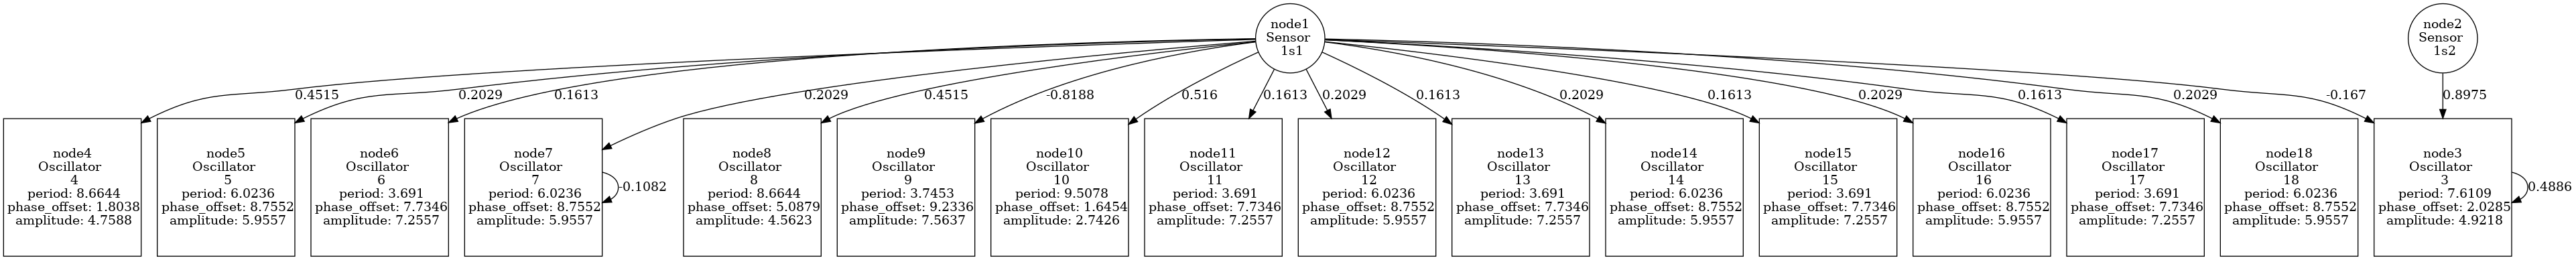 node1
Sensor
1s1
node2
Sensor
1s2
0.4515
0.2029
0.1613
0.2029
0.4515
-0.8188
0.516
0.1613
0.2029
0.1613
0.2029
0.1613
0.2029
0.1613
0.2029
-0.167
0.8975
node4
Oscillator
4
period: 8.6644
phase_offset: 1.8038
amplitude: 4.7588
node5
Oscillator
5
period: 6.0236
phase_offset: 8.7552
amplitude: 5.9557
node6
Oscillator
6
period: 3.691
phase_offset: 7.7346
amplitude: 7.2557
node7
Oscillator
7
period: 6.0236
phase_offset: 8.7552
amplitude: 5.9557
-0.1082
node8
Oscillator
8
period: 8.6644
phase_offset: 5.0879
amplitude: 4.5623
node9
Oscillator
9
period: 3.7453
phase_offset: 9.2336
amplitude: 7.5637
node10
Oscillator
10
period: 9.5078
phase_offset: 1.6454
amplitude: 2.7426
node11
Oscillator
11
period: 3.691
phase_offset: 7.7346
amplitude: 7.2557
node12
Oscillator
12
period: 6.0236
phase_offset: 8.7552
amplitude: 5.9557
node13
Oscillator
13
period: 3.691
phase_offset: 7.7346
amplitude: 7.2557
node14
Oscillator
14
period: 6.0236
phase_offset: 8.7552
amplitude: 5.9557
node15
Oscillator
15
period: 3.691
phase_offset: 7.7346
amplitude: 7.2557
node16
Oscillator
16
period: 6.0236
phase_offset: 8.7552
amplitude: 5.9557
node17
Oscillator
17
period: 3.691
phase_offset: 7.7346
amplitude: 7.2557
node18
Oscillator
18
period: 6.0236
phase_offset: 8.7552
amplitude: 5.9557
node3
Oscillator
3
period: 7.6109
phase_offset: 2.0285
amplitude: 4.9218
0.4886